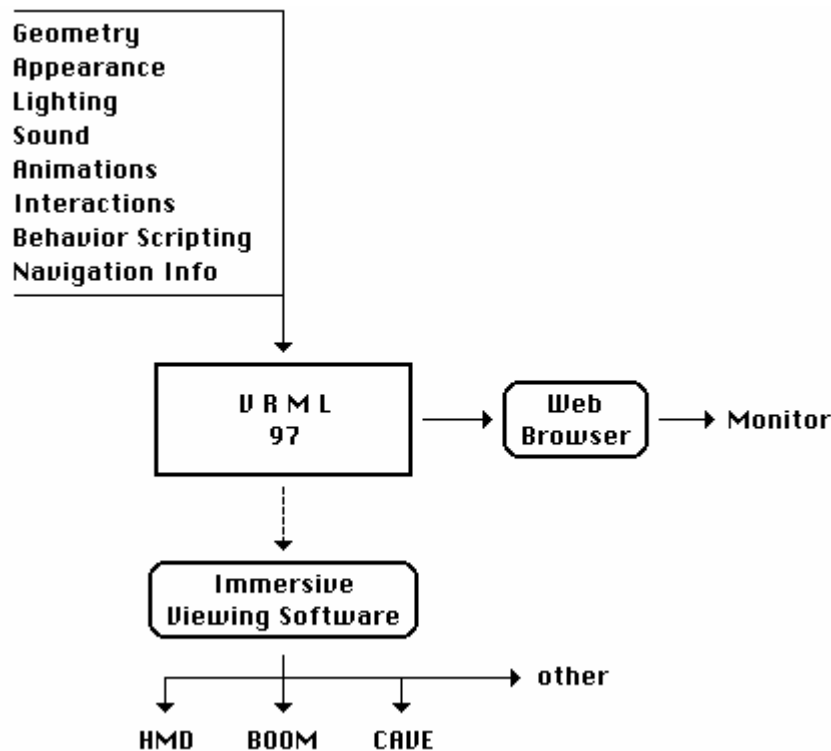 Geometry
Appearance
Lighting
Sound
Animations
Interactions
Behavior Scripting
Navigation Info
V R M L
97
Web
Browser
Monitor
Immersive
Viewing Software
other
HMD
BOOM
CAVE